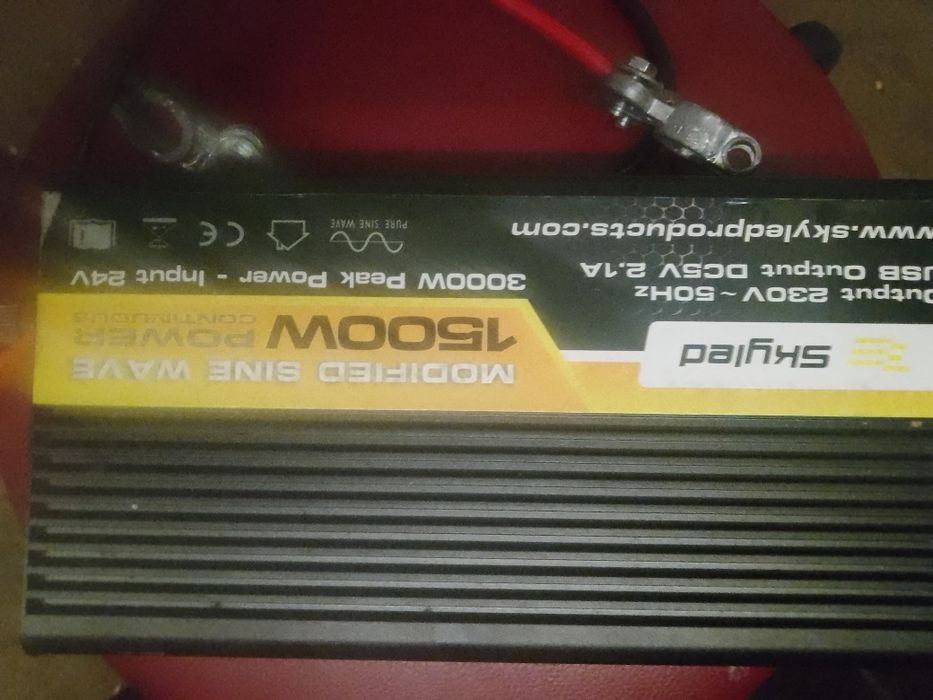 Skyled
MODIFIED SINE WAVE
1500W POWER
CONTINUOUS
Output 230V ~ 50Hz
USB Output DC5V 2.1A
www.skyledproducts.com
3000W Peak Power - Input 24V
PURE SINE WAVE
CE